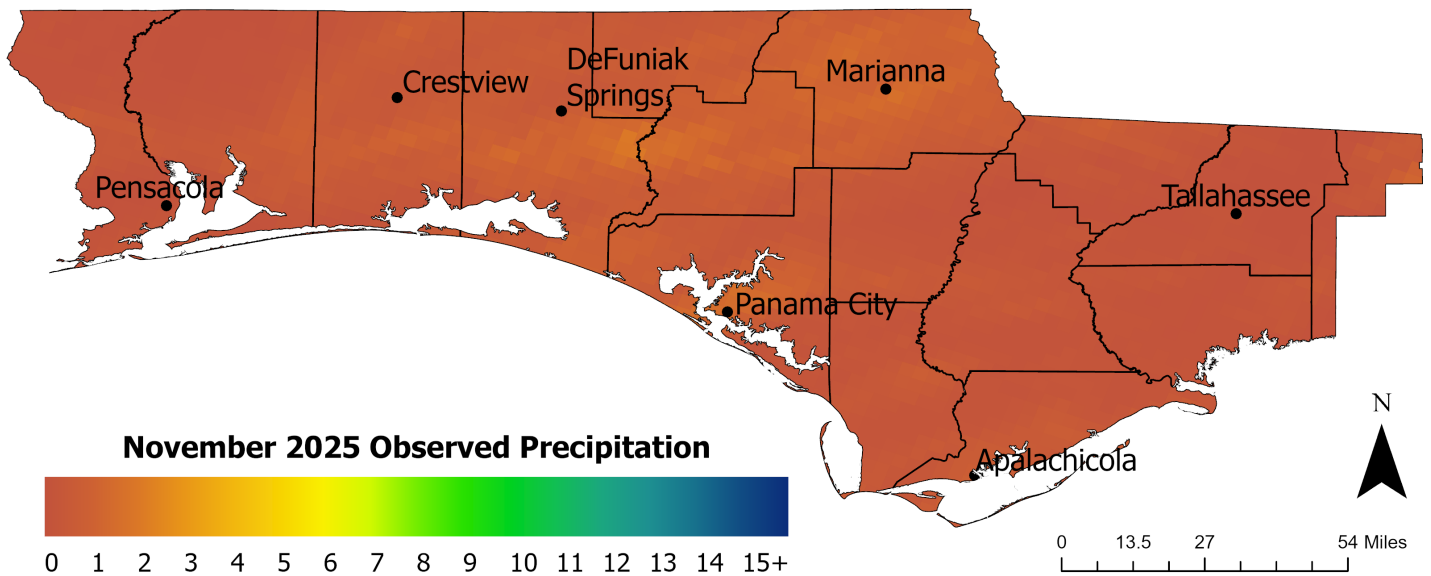 DeFuniak
Springs
Crestview
Marianna
Pensacola
Tallahassee
Panama City
Apalachicola
November 2025 Observed Precipitation
0 1 2 3 4 5 6 7 8 9 10 11 12 13 14 15+
N
0 13.5 27 54 Miles